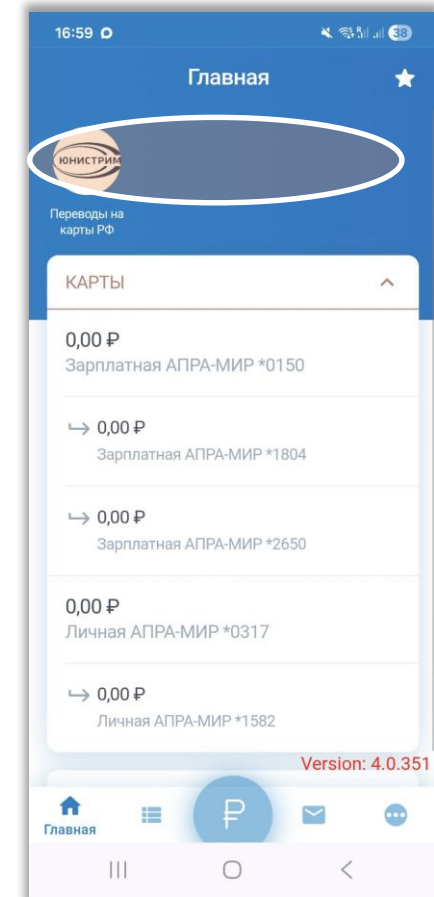 16:59
38
Главная
ЮНИСТРИМ
Переводы на
карты РФ
КАРТЫ
0,00 ₽
Зарплатная АПРА-МИР *0150
0,00 ₽
Зарплатная АПРА-МИР *1804
0,00 ₽
Зарплатная АПРА-МИР *2650
0,00 ₽
Личная АПРА-МИР *0317
0,00 ₽
Личная АПРА-МИР *1582
Version: 4.0.351
₽
Главная